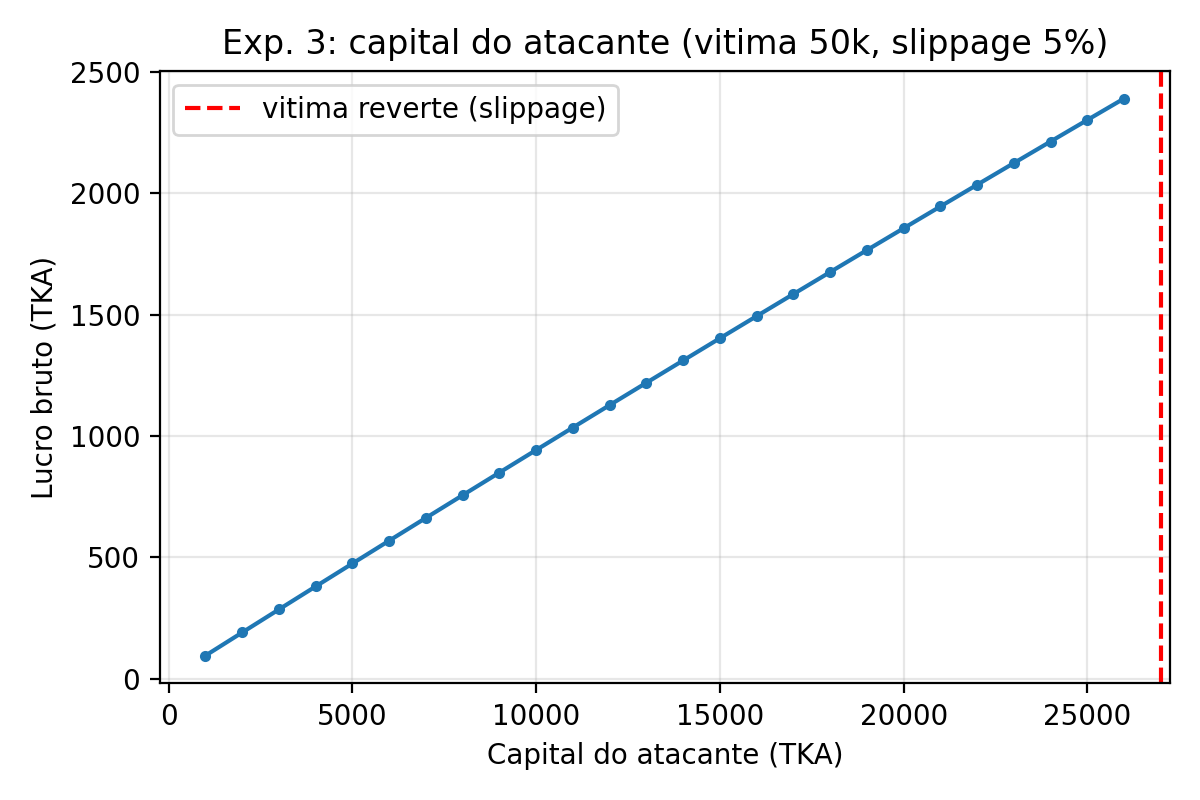 Exp. 3: capital do atacante (vitima 50k, slippage 5%)
vitima reverte (slippage)
Lucro bruto (TKA)
2500
2000
1500
1000
500
0
0 5000 10000 15000 20000 25000
Capital do atacante (TKA)